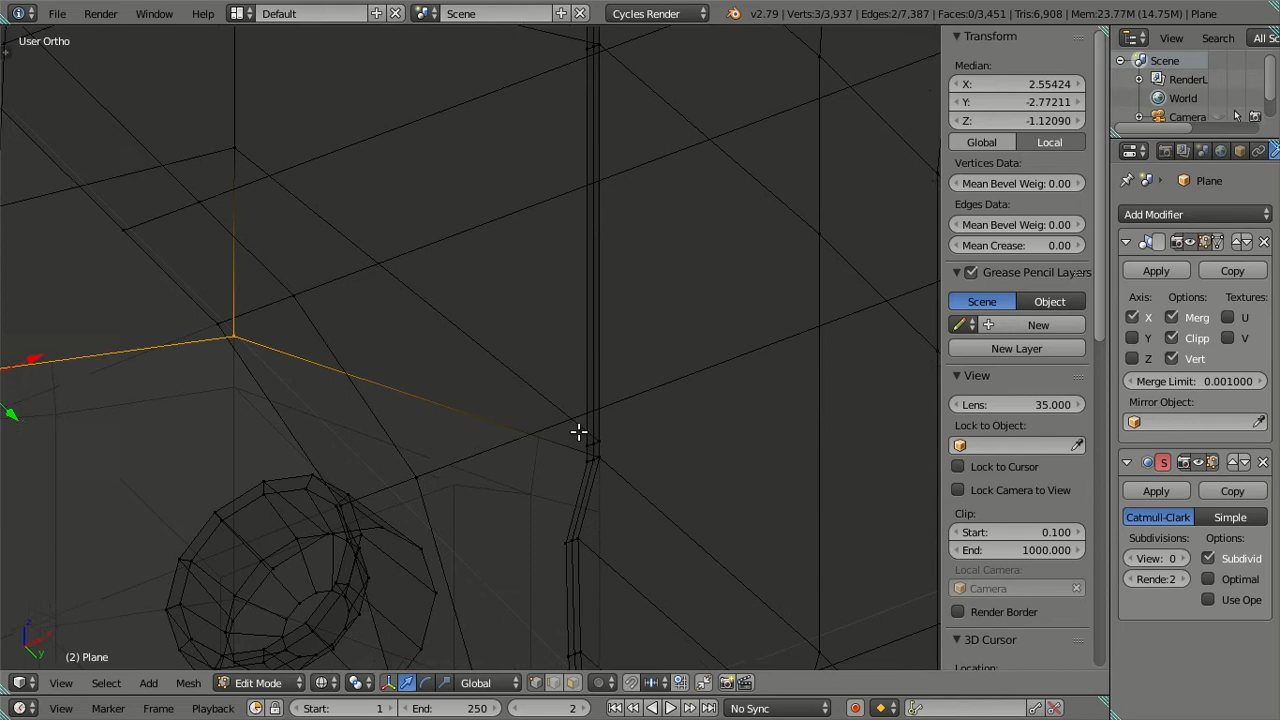 File Render Window Help Default Scene Cycles Render v2.79 | Verts:3/3,937 | Edges:2/7,387 | Faces:0/3,451 | Tris:6,908 | Mem:23.77M (14.75M) | Plane
User Ortho
Transform
Median:
X: 2.55424
Y: -2.77211
Z: -1.12090
Global Local
Vertices Data:
Mean Bevel Weig: 0.00
Edges Data:
Mean Bevel Weig: 0.00
Mean Crease: 0.00
Grease Pencil Layers
Scene Object
New
New Layer
View
Lens: 35.000
Lock to Object:
Lock to Cursor
Lock Camera to View
Clip:
Start: 0.100
End: 1000.000
Local Camera:
Camera
Render Border
3D Cursor
Location:
View Search All Sc
Scene
RenderL
World
Camera
Plane
Add Modifier
Apply Copy
Axis: Options: Textures:
X Merg U
Y Clipp V
Z Vert
Merge Limit: 0.001000
Mirror Object:
S
Apply Copy
Catmull-Clark Simple
Subdivisions: Options:
View: 0 Subdivid
Rende:2 Optimal
Use Ope
z
x
y
(2) Plane
View Select Add Mesh Edit Mode Global
View Marker Frame Playback Start: 1 End: 250 2 No Sync